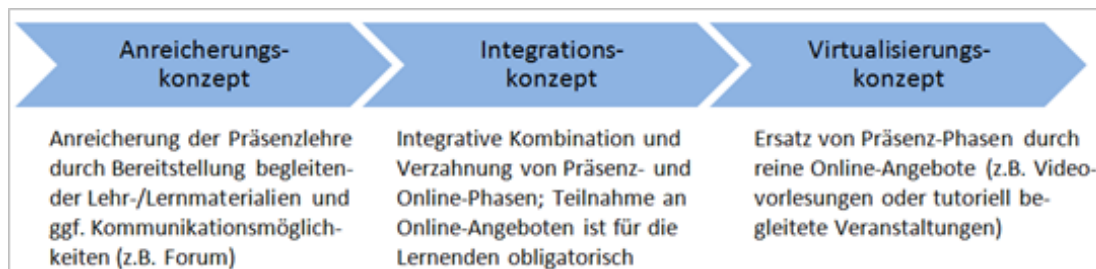 Anreicherungs-
konzept
Anreicherung der Präsenzlehre
durch Bereitstellung begleiten-
der Lehr-/Lernmaterialien und
ggf. Kommunikationsmöglich-
keiten (z.B. Forum)
Integrations-
konzept
Integrative Kombination und
Verzahnung von Präsenz- und
Online-Phasen; Teilnahme an
Online-Angeboten ist für die
Lernenden obligatorisch
Virtualisierungs-
konzept
Ersatz von Präsenz-Phasen durch
reine Online-Angebote (z.B. Video-
vorlesungen oder tutoriell be-
gleitete Veranstaltungen)